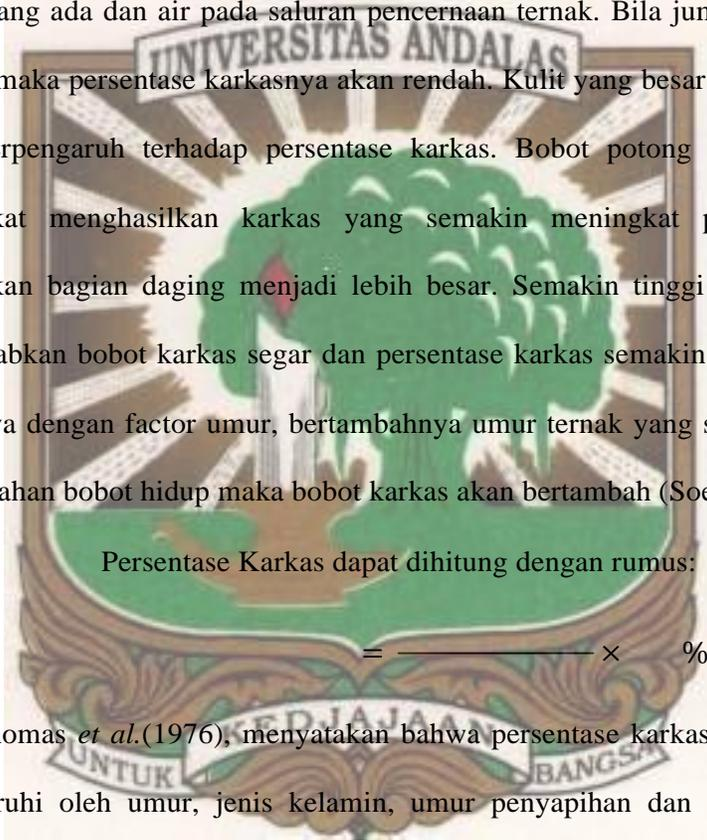 ang ada dan air pada saluran pencernaan ternak. Bila jum
UNIVERSITAS ANDALAS
maka persentase karkasnya akan rendah. Kulit yang besar
rpengaruh terhadap persentase karkas. Bobot potong
kat menghasilkan karkas yang semakin meningkat p
kan bagian daging menjadi lebih besar. Semakin tinggi
abkan bobot karkas segar dan persentase karkas semakin
ya dengan factor umur, bertambahnya umur ternak yang s
ahan bobot hidup maka bobot karkas akan bertambah (Soe
Persentase Karkas dapat dihitung dengan rumus:
= ———— × %
omas et al.(1976), menyatakan bahwa persentase karkas
UNTUK KEDJAJAAN BANGSA
ruhi oleh umur, jenis kelamin, umur penyapihan dan